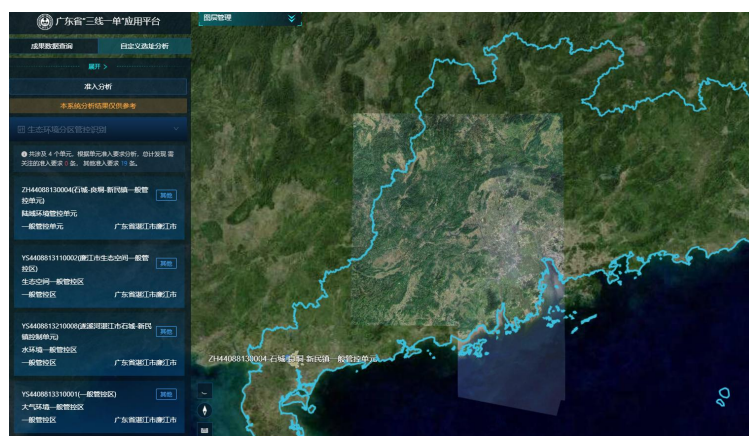 广东省“三线一单”应用平台
成果数据查询
自定义选址分析
展开 >
准入分析
本系统分析结果仅供参考
生态环境分区管控识别
共涉及 4 个单元，根据单元准入要求分析，总计发现 需
关注的准入要求 0 条，其他准入要求 19 条。
ZH44088130004(石城-良垌-新民镇一般管
控单元)
其他
陆域环境管控单元
一般管控单元
广东省湛江市廉江市
YS4408813110002(廉江市生态空间一般管
控区)
其他
生态空间一般管控区
一般管控区
广东省湛江市廉江市
YS4408813210008(遂溪河湛江市石城-新民
镇控制单元)
其他
水环境一般管控区
一般管控区
广东省湛江市廉江市
YS4408813310001(一般管控区)
其他
大气环境一般管控区
一般管控区
广东省湛江市廉江市
图层管理
ZH44088130004-石城-良垌-新民镇一般管控单元